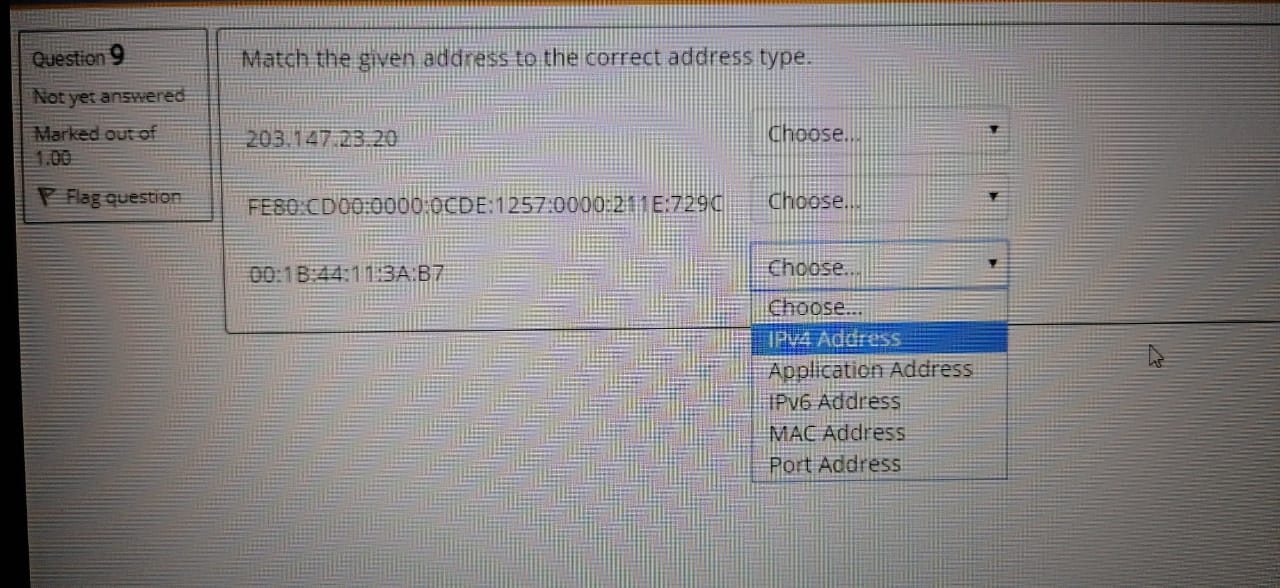 Question 9
Not yet answered
Marked out of
1.00
Flag question
Match the given address to the correct address type.
203.147.23.20
Choose...
FE80:CD00:0000:0CDE:1257:0000:211E:729C
Choose...
00:1B:44:11:3A:B7
Choose...
Choose...
IPv4 Address
Application Address
IPv6 Address
MAC Address
Port Address